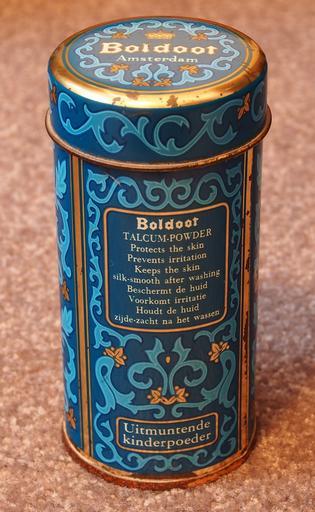 Boldoot
Amsterdam
Boldoot
TALCUM-POWDER
Protects the skin
Prevents irritation
Keeps the skin
silk-smooth after washing
Beschermt de huid
Voorkomt irritatie
Houdt de huid
zijde-zacht na het wassen
Uitmuntende
kinderpoeder